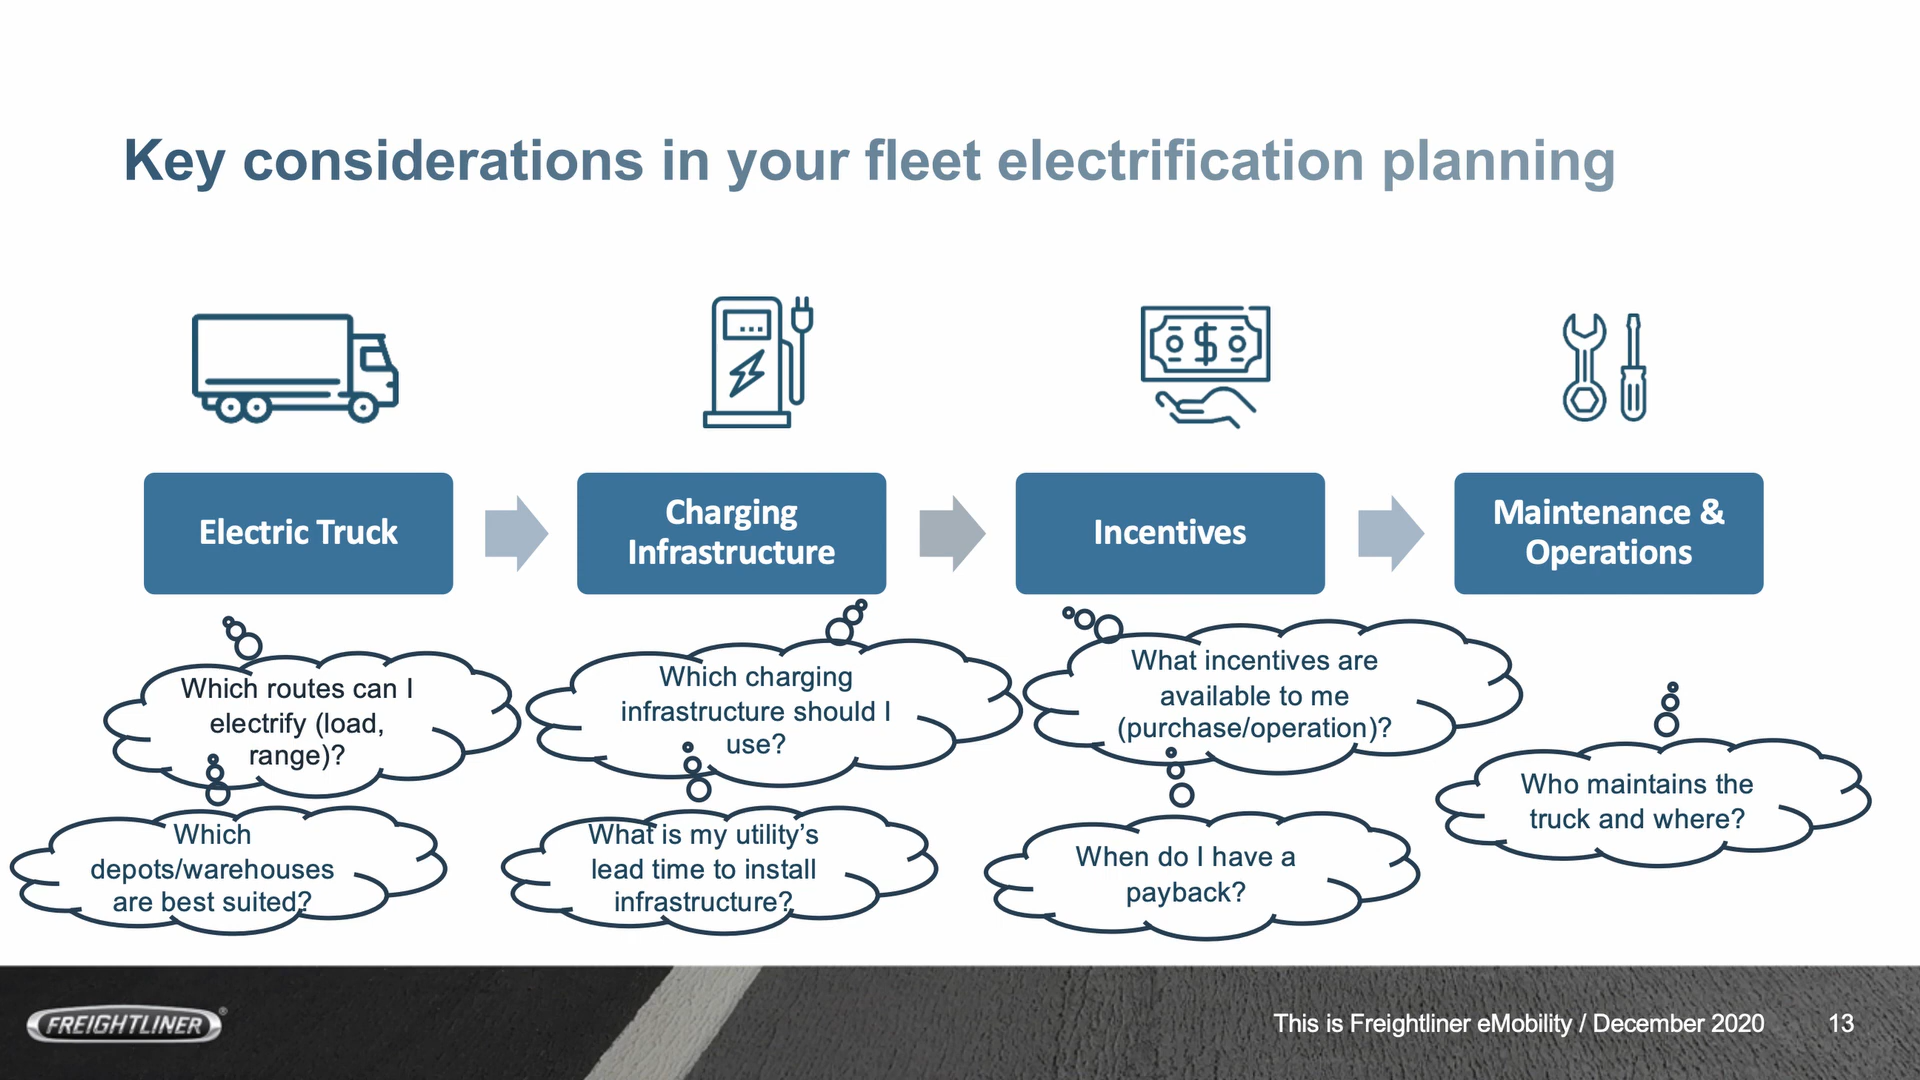 Key considerations in your fleet electrification planning
Electric Truck
Charging
Infrastructure
Incentives
Maintenance &
Operations
Which routes can I
electrify (load,
range)?
Which
depots/warehouses
are best suited?
Which charging
infrastructure should I
use?
What is my utility’s
lead time to install
infrastructure?
What incentives are
available to me
(purchase/operation)?
When do I have a
payback?
Who maintains the
truck and where?
FREIGHTLINER®
This is Freightliner eMobility / December 2020
13